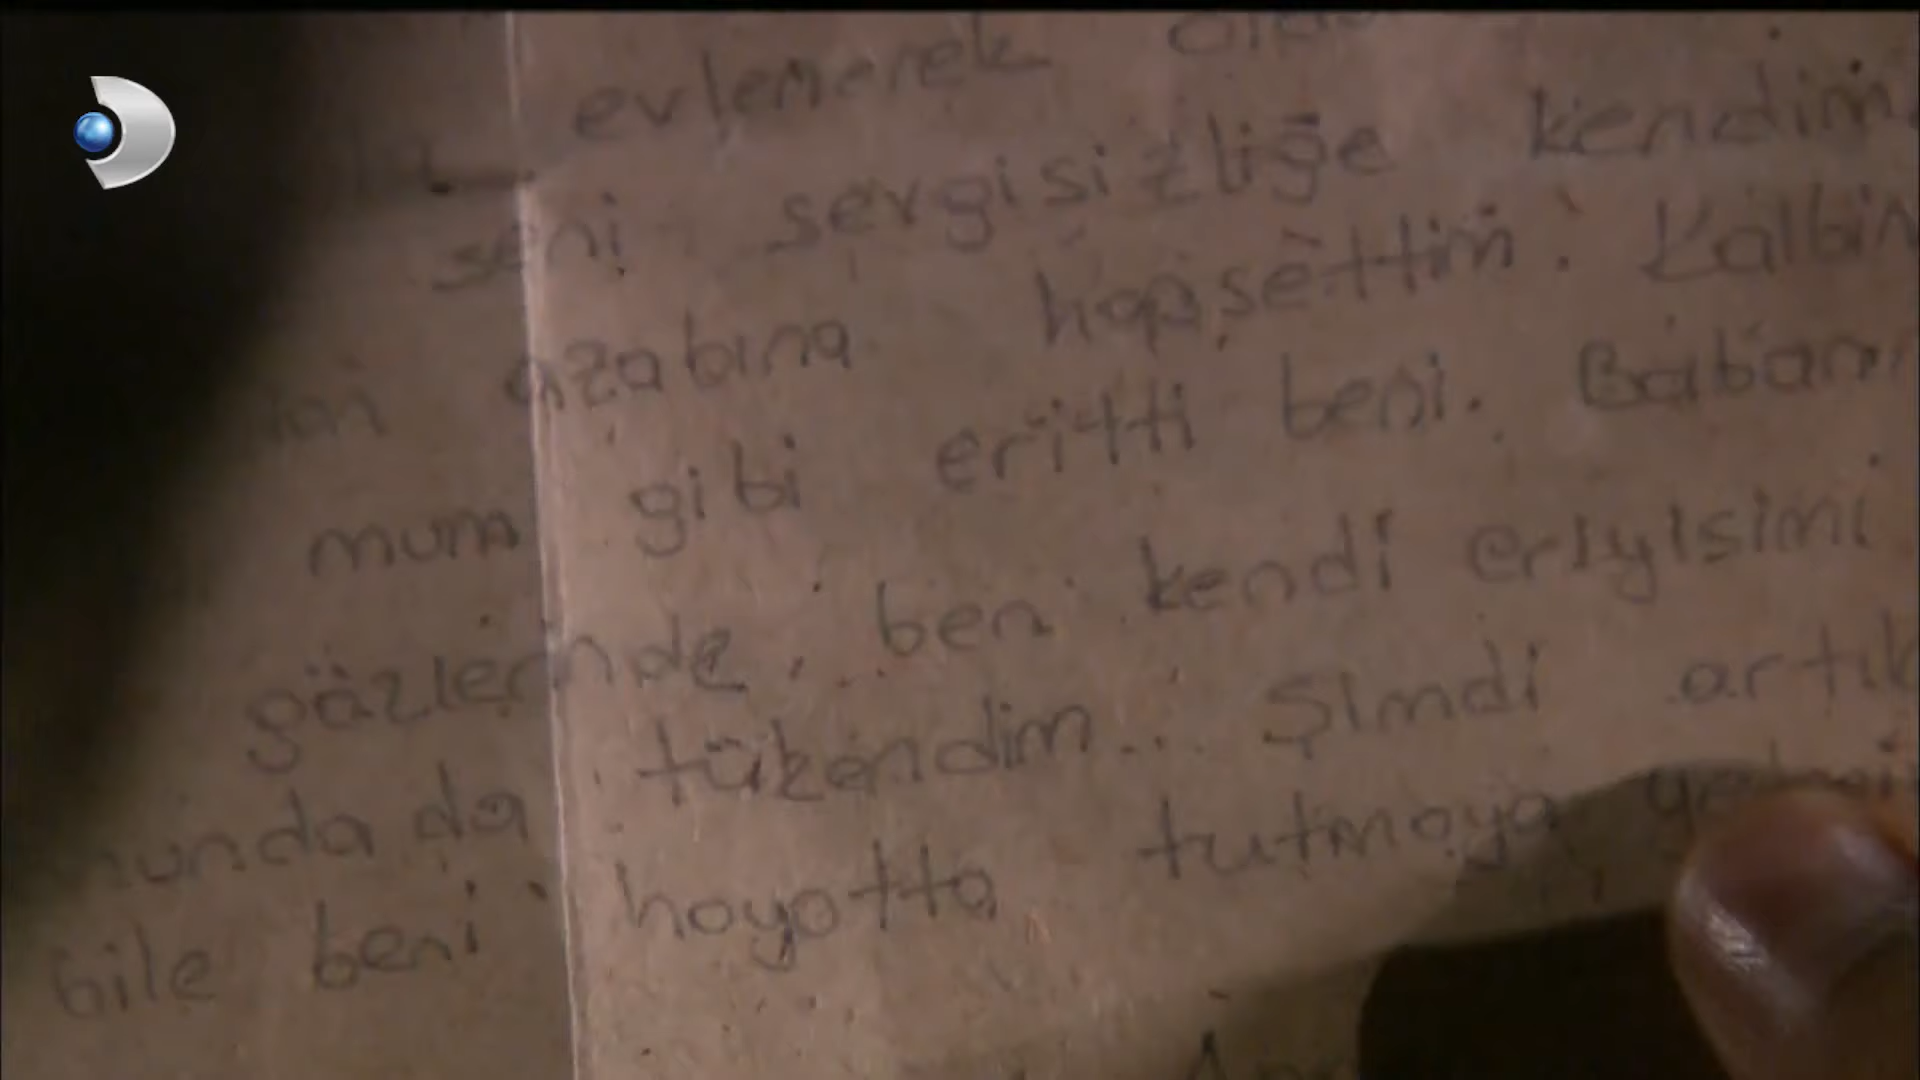 evlenerek
seni sevgisizliğe kendim
azabına hapsettim. Kalbin
mum gibi eritti beni. Baban
gözlerinde, ben kendi eriyişimi
da tükendim... Şimdi artık
bile beni hayatta tutmaya